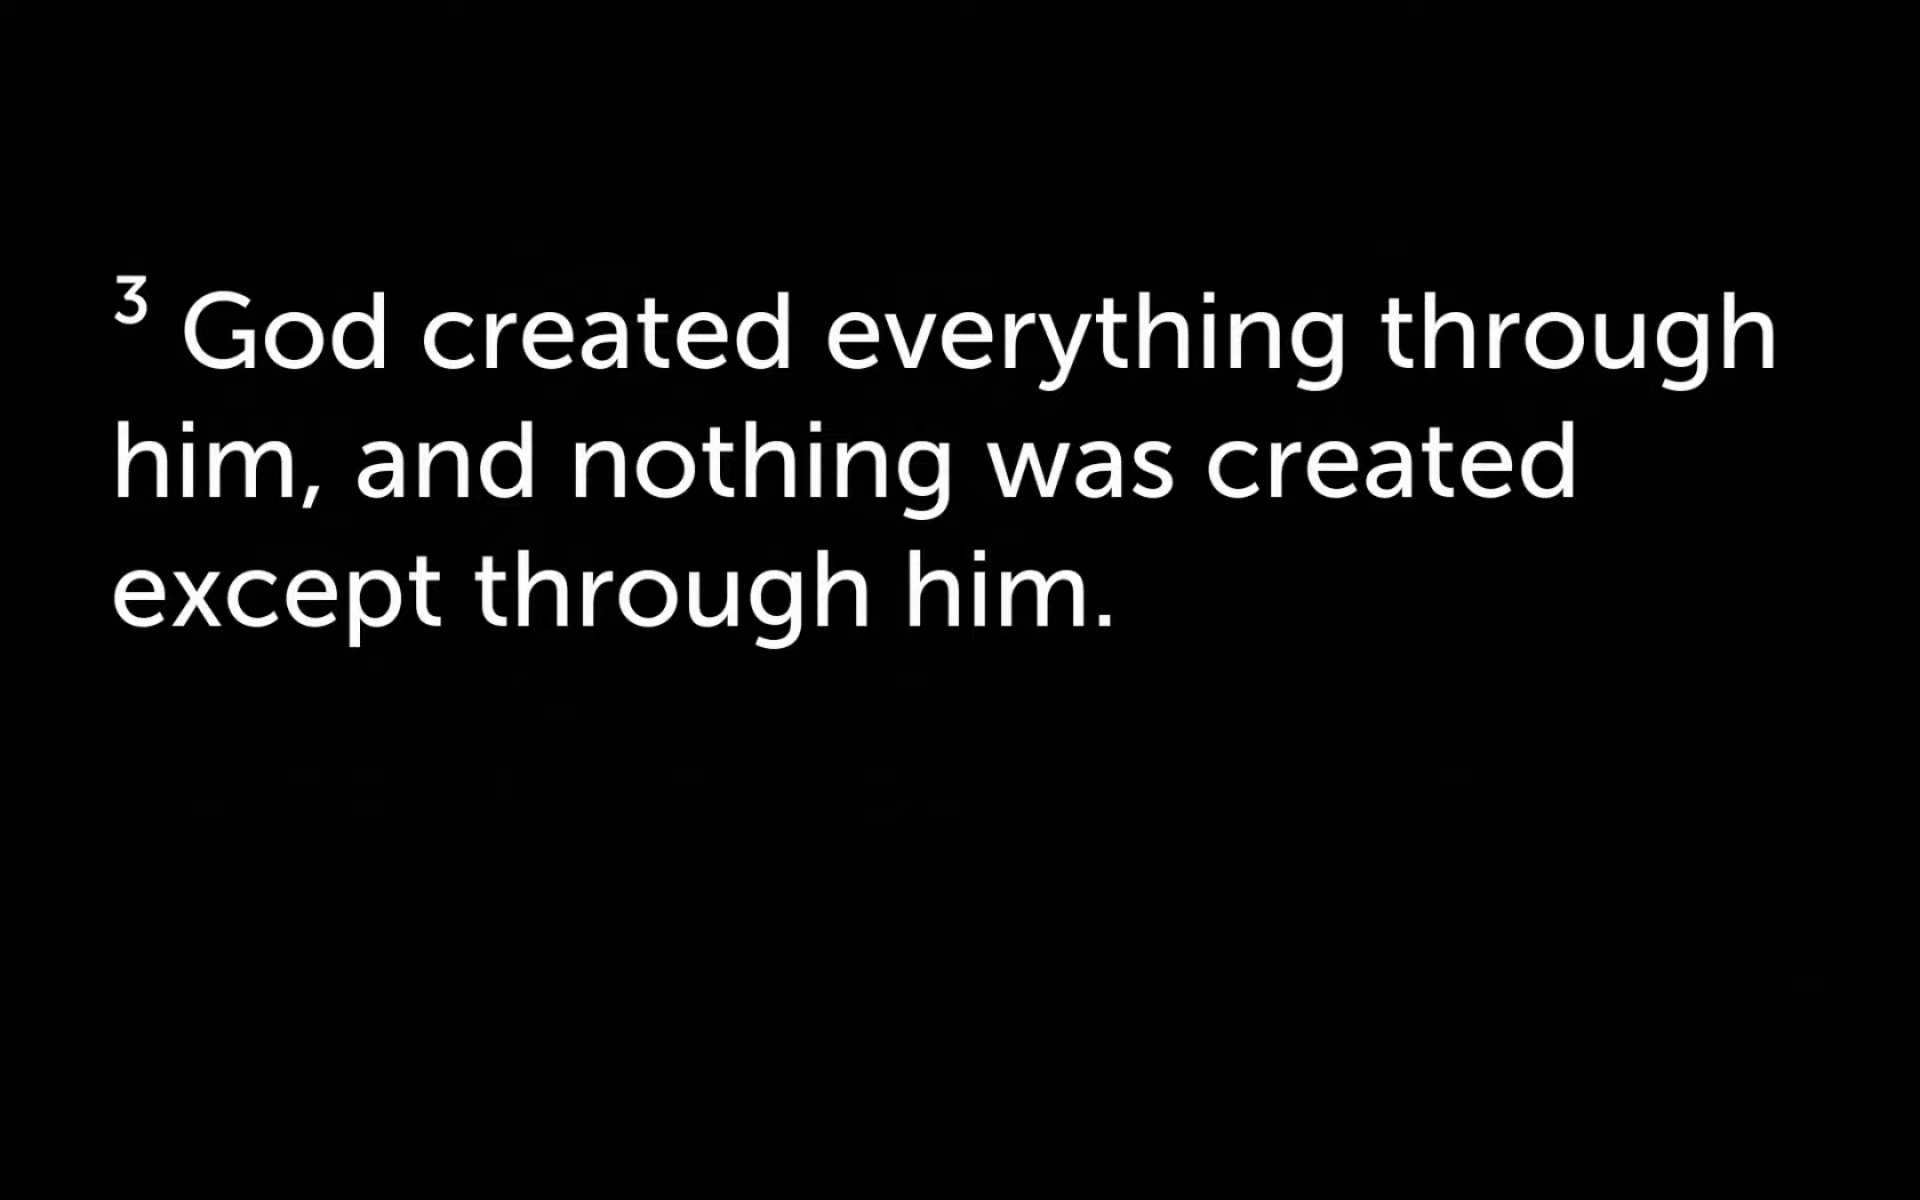 ³ God created everything through
him, and nothing was created
except through him.